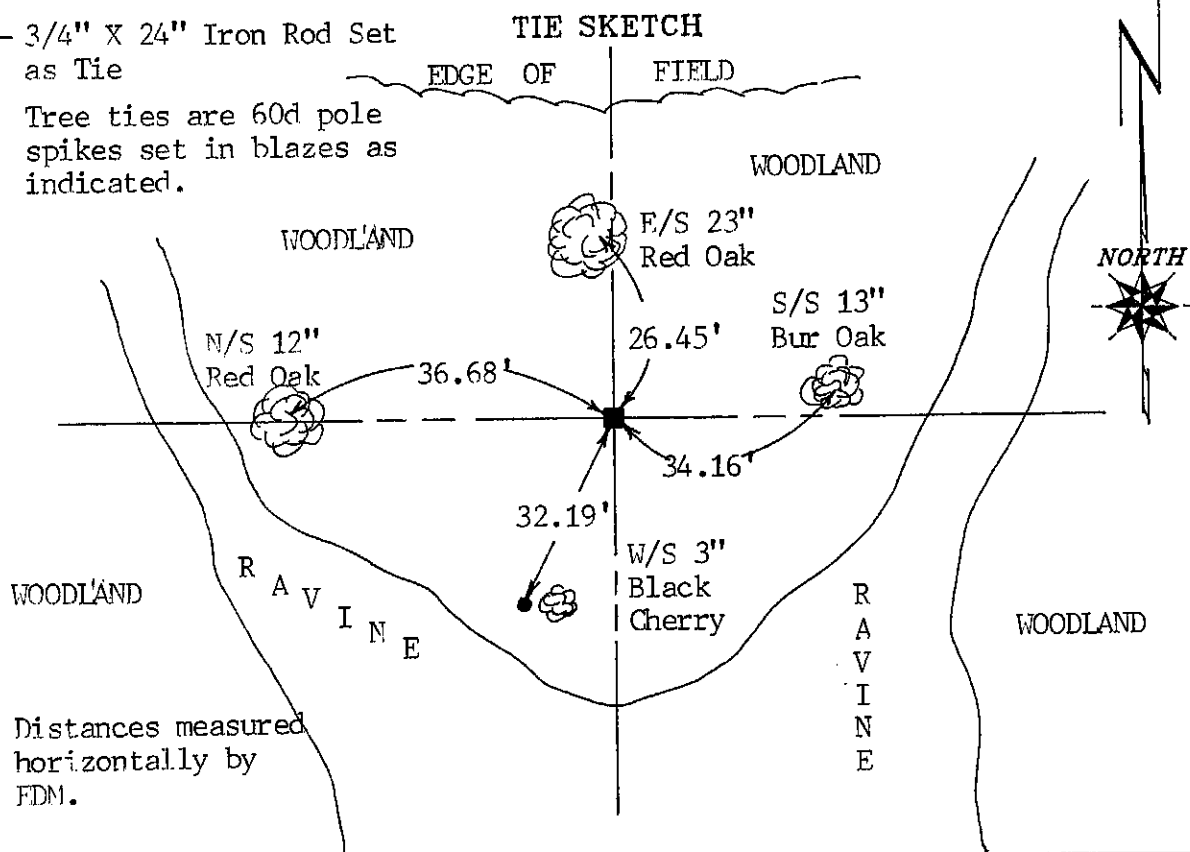 TIE SKETCH
- 3/4" X 24" Iron Rod Set
as Tie
Tree ties are 60d pole
spikes set in blazes as
indicated.
EDGE OF FIELD
WOODLAND
WOODLAND
E/S 23"
Red Oak
NORTH
S/S 13"
Bur Oak
N/S 12"
Red Oak
26.45'
36.68'
34.16'
32.19'
W/S 3"
Black
Cherry
WOODLAND
RAVINE
RAVINE
WOODLAND
Distances measured
horizontally by
EDM.